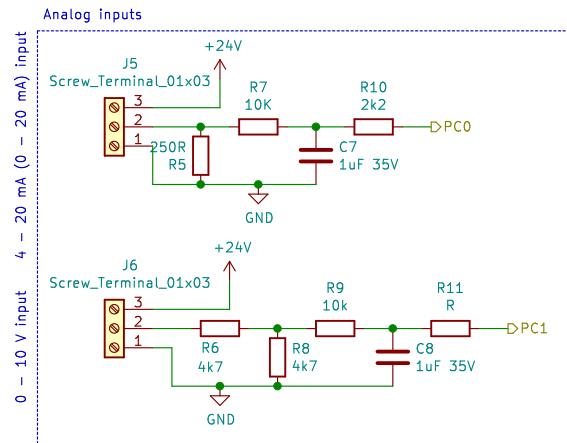 Analog inputs
4 - 20 mA (0 - 20 mA) input
+24V
J5
Screw_Terminal_01x03
3
2
1
R7
10K
R10
2k2
250R
R5
C7
1uF 35V
PC0
GND
0 - 10 V input
+24V
J6
Screw_Terminal_01x03
3
2
1
R9
10k
R11
R
R6
4k7
R8
4k7
C8
1uF 35V
PC1
GND